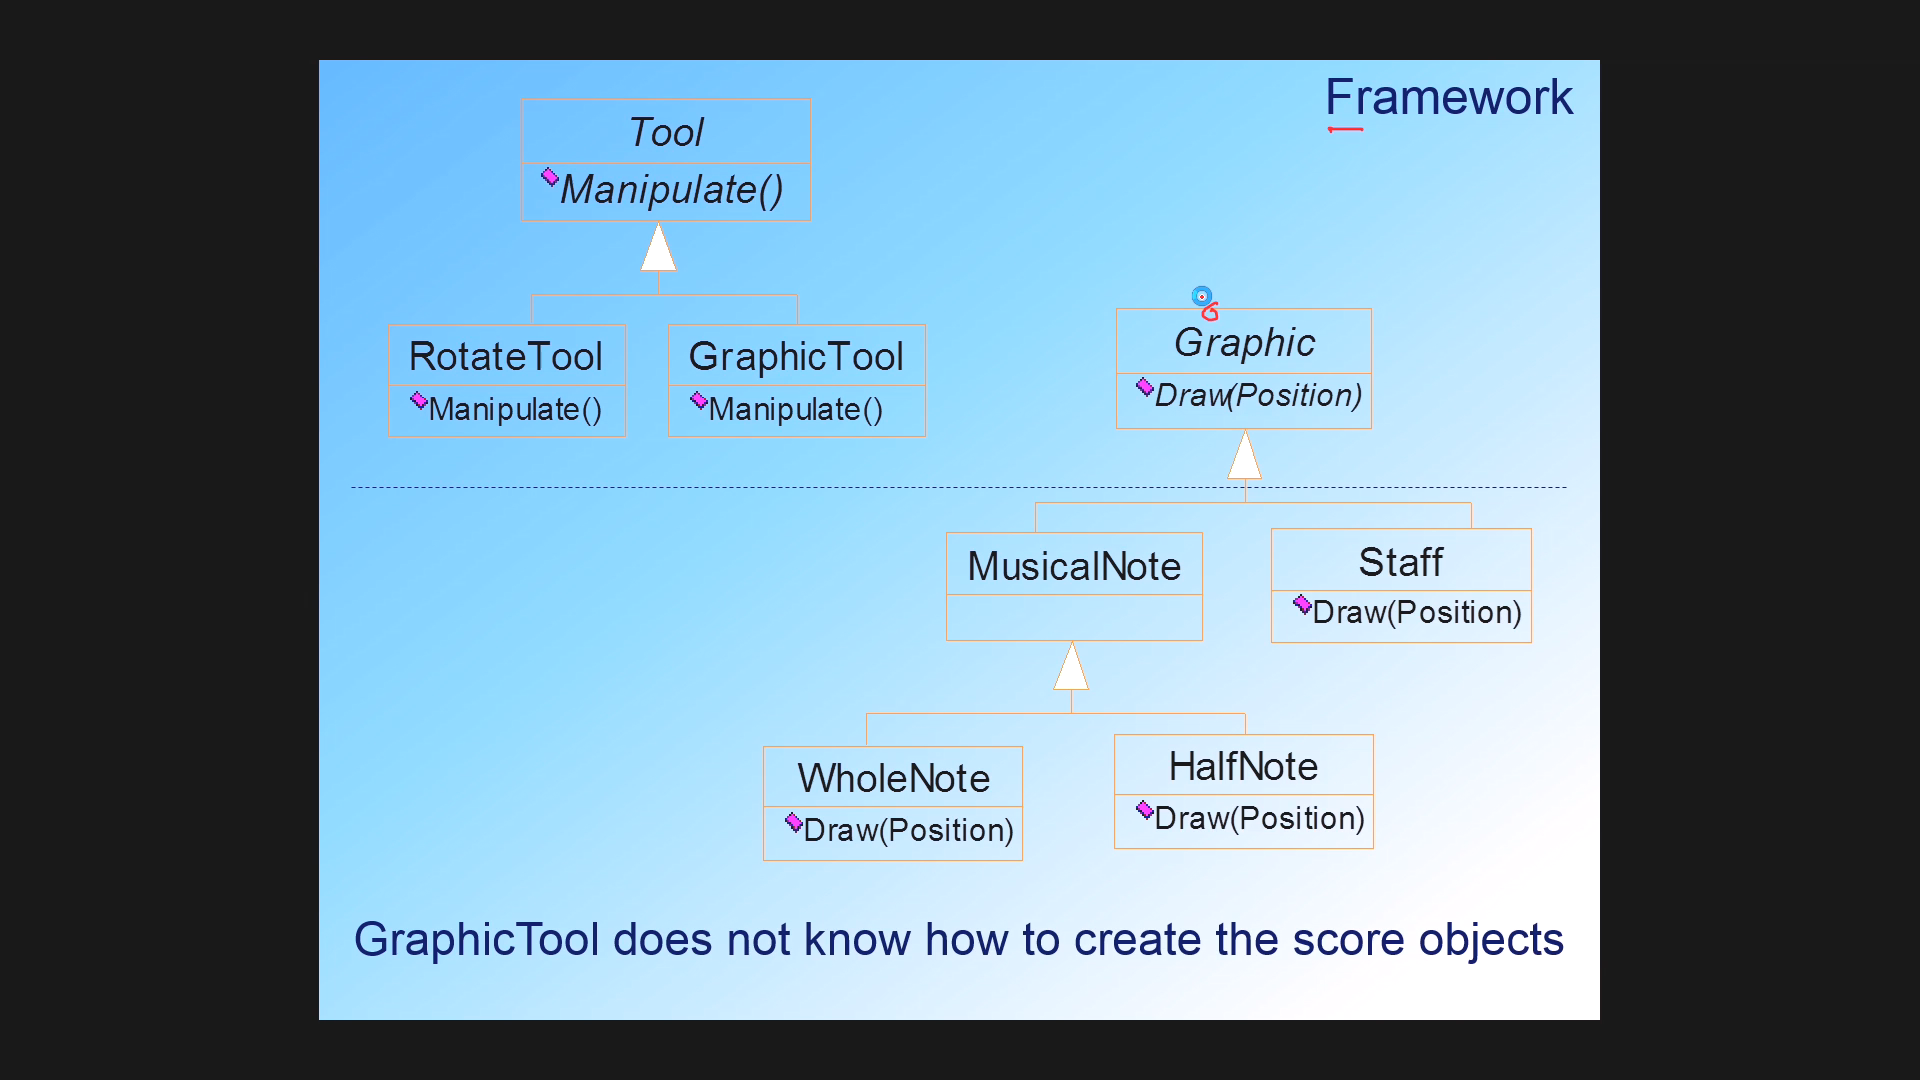 Framework
Tool
Manipulate()
RotateTool
Manipulate()
GraphicTool
Manipulate()
Graphic
Draw(Position)
MusicalNote
Staff
Draw(Position)
WholeNote
Draw(Position)
HalfNote
Draw(Position)
GraphicTool does not know how to create the score objects